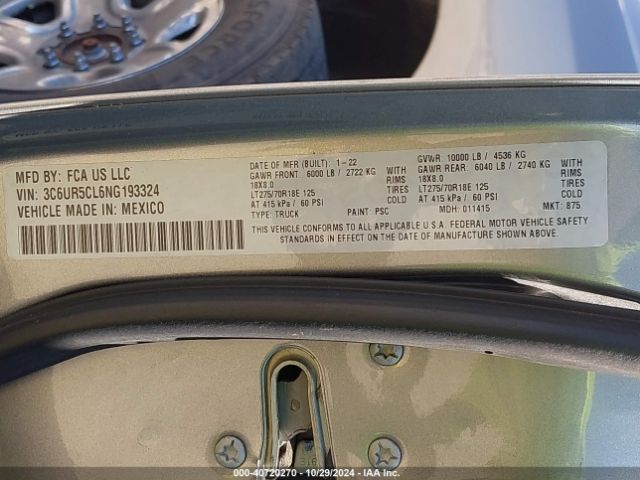 MFD BY: FCA US LLC
VIN: 3C6UR5CL6NG193324
VEHICLE MADE IN: MEXICO
DATE OF MFR (BUILT): 1-22
GAWR FRONT: 6000 LB / 2722 KG
18X8.0 WITH RIMS
LT275/70R18E 125 TIRES
AT 415 kPa / 60 PSI COLD
TYPE: TRUCK PAINT: PSC
GVWR: 10000 LB / 4536 KG
GAWR REAR: 6040 LB / 2740 KG
18X8.0 WITH RIMS
LT275/70R18E 125 TIRES
AT 415 kPa / 60 PSI COLD
MDH: 011415 MKT: 875
THIS VEHICLE CONFORMS TO ALL APPLICABLE U.S.A. FEDERAL MOTOR VEHICLE SAFETY
STANDARDS IN EFFECT ON THE DATE OF MANUFACTURE SHOWN ABOVE.
000-40720270 - 10/29/2024 - IAA Inc.